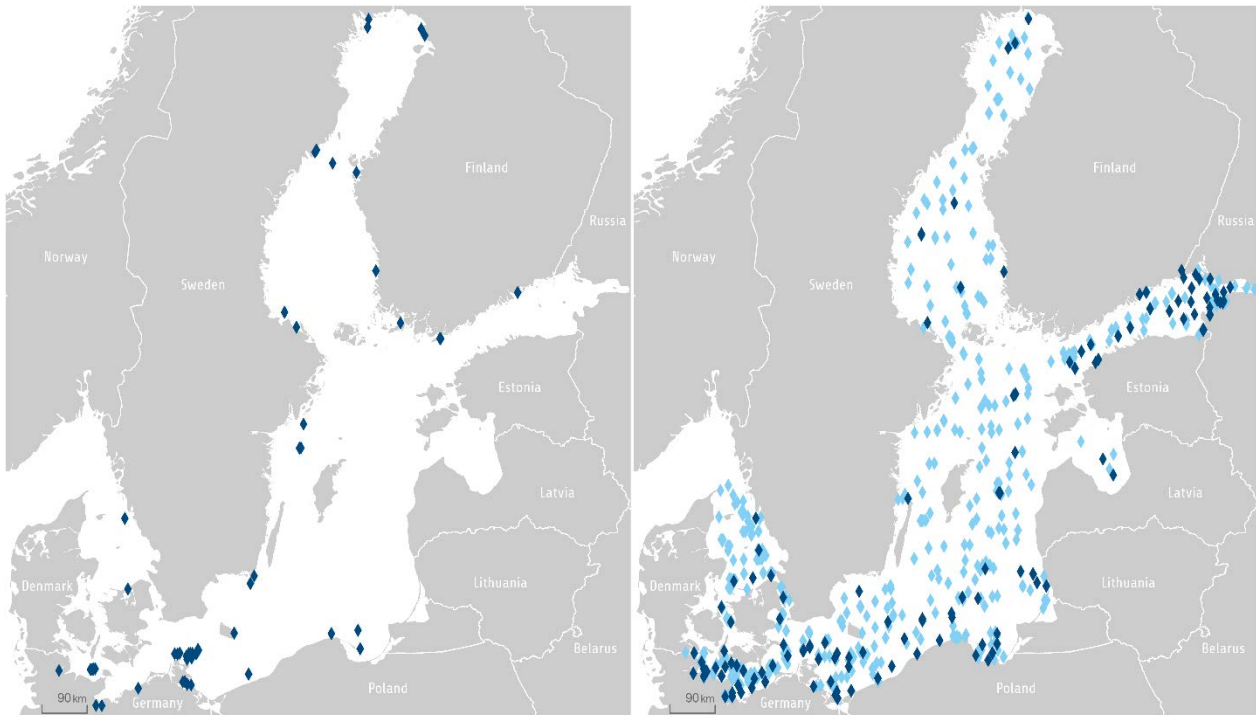 Finland
Russia
Norway
Sweden
Estonia
Latvia
Denmark
Lithuania
Belarus
90 km
Germany
Poland
Finland
Russia
Norway
Sweden
Estonia
Latvia
Denmark
Lithuania
Belarus
90 km
Germany
Poland